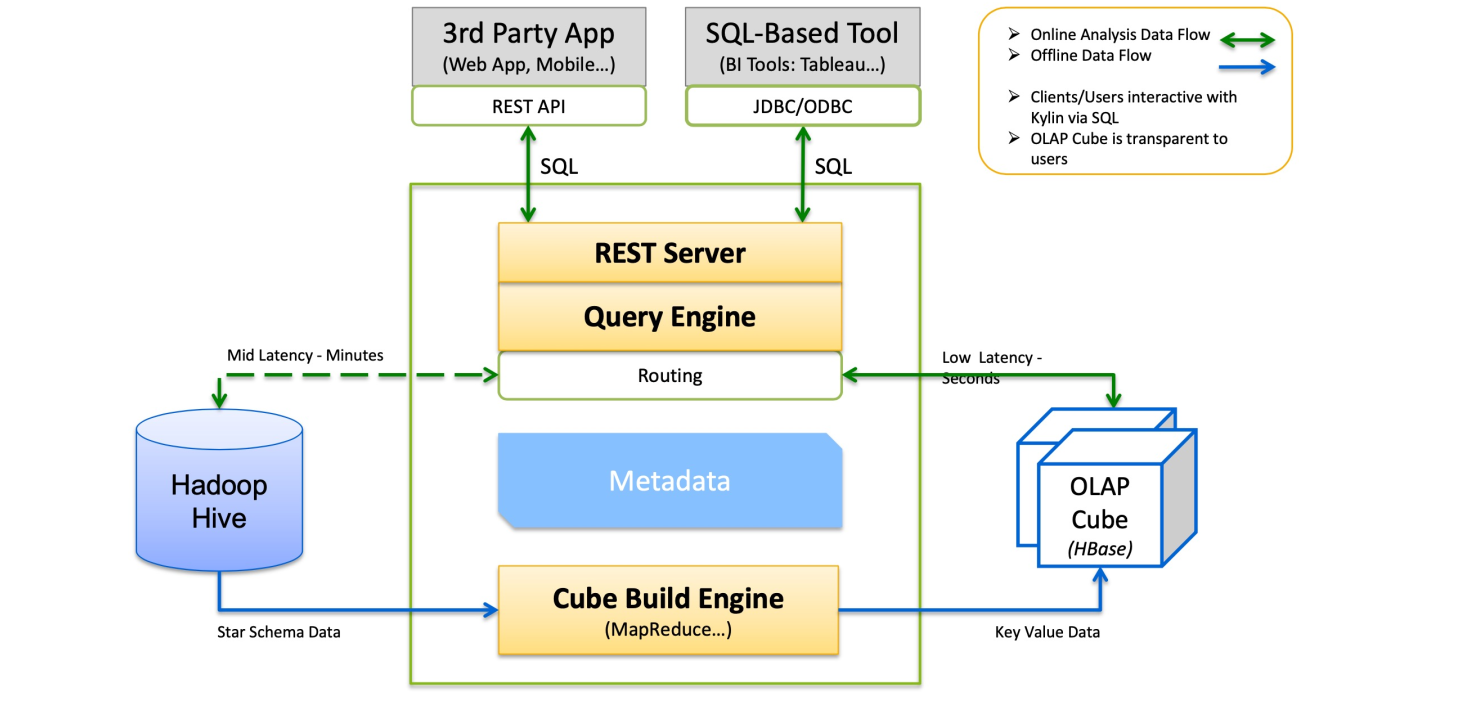 3rd Party App
(Web App, Mobile...)
REST API
SQL-Based Tool
(BI Tools: Tableau...)
JDBC/ODBC
Online Analysis Data Flow
Offline Data Flow
Clients/Users interactive with
Kylin via SQL
OLAP Cube is transparent to
users
SQL
SQL
REST Server
Query Engine
Routing
Mid Latency - Minutes
Low Latency -
Seconds
Hadoop
Hive
Metadata
OLAP
Cube
(HBase)
Cube Build Engine
(MapReduce...)
Star Schema Data
Key Value Data